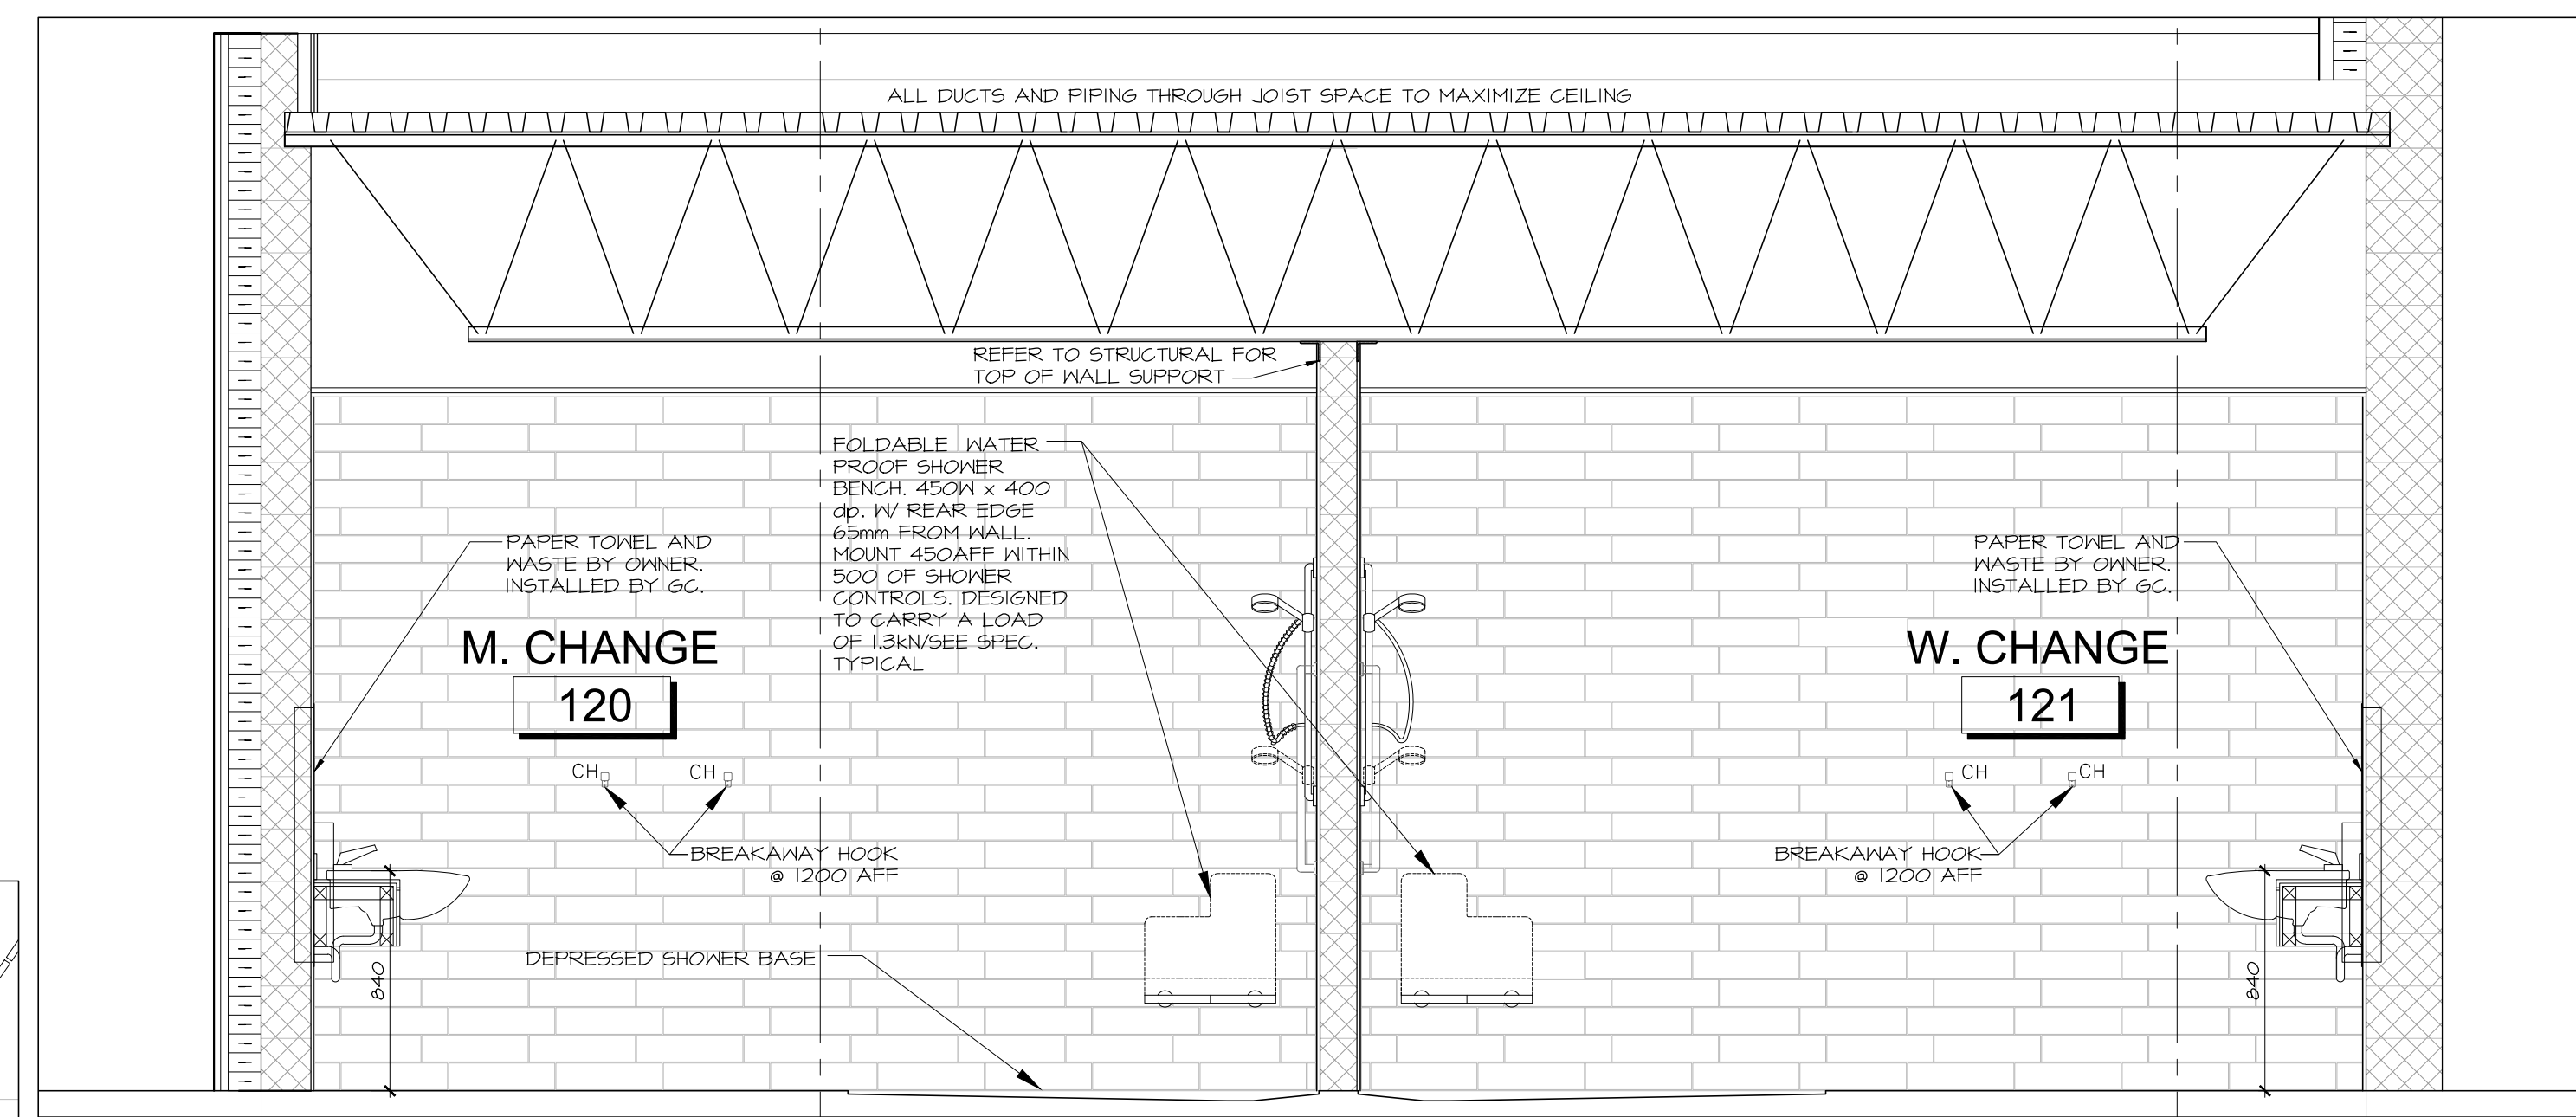 ALL DUCTS AND PIPING THROUGH JOIST SPACE TO MAXIMIZE CEILING
REFER TO STRUCTURAL FOR
TOP OF WALL SUPPORT
FOLDABLE WATER
PROOF SHOWER
BENCH. 450W x 400
dp. W/ REAR EDGE
65mm FROM WALL.
MOUNT 450AFF WITHIN
500 OF SHOWER
CONTROLS. DESIGNED
TO CARRY A LOAD
OF 1.3kN/SEE SPEC.
TYPICAL
PAPER TOWEL AND
WASTE BY OWNER.
INSTALLED BY GC.
PAPER TOWEL AND
WASTE BY OWNER.
INSTALLED BY GC.
M. CHANGE
120
W. CHANGE
121
CH
CH
CH
CH
BREAKAWAY HOOK
@ 1200 AFF
BREAKAWAY HOOK
@ 1200 AFF
DEPRESSED SHOWER BASE
840
840